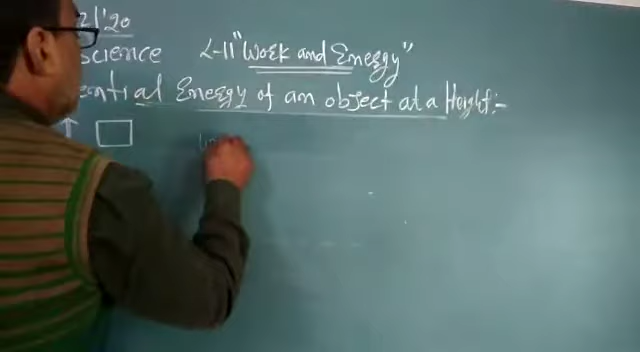 21'20
Science L-11 "Work and Energy"
ential Energy of an object at a Height:-